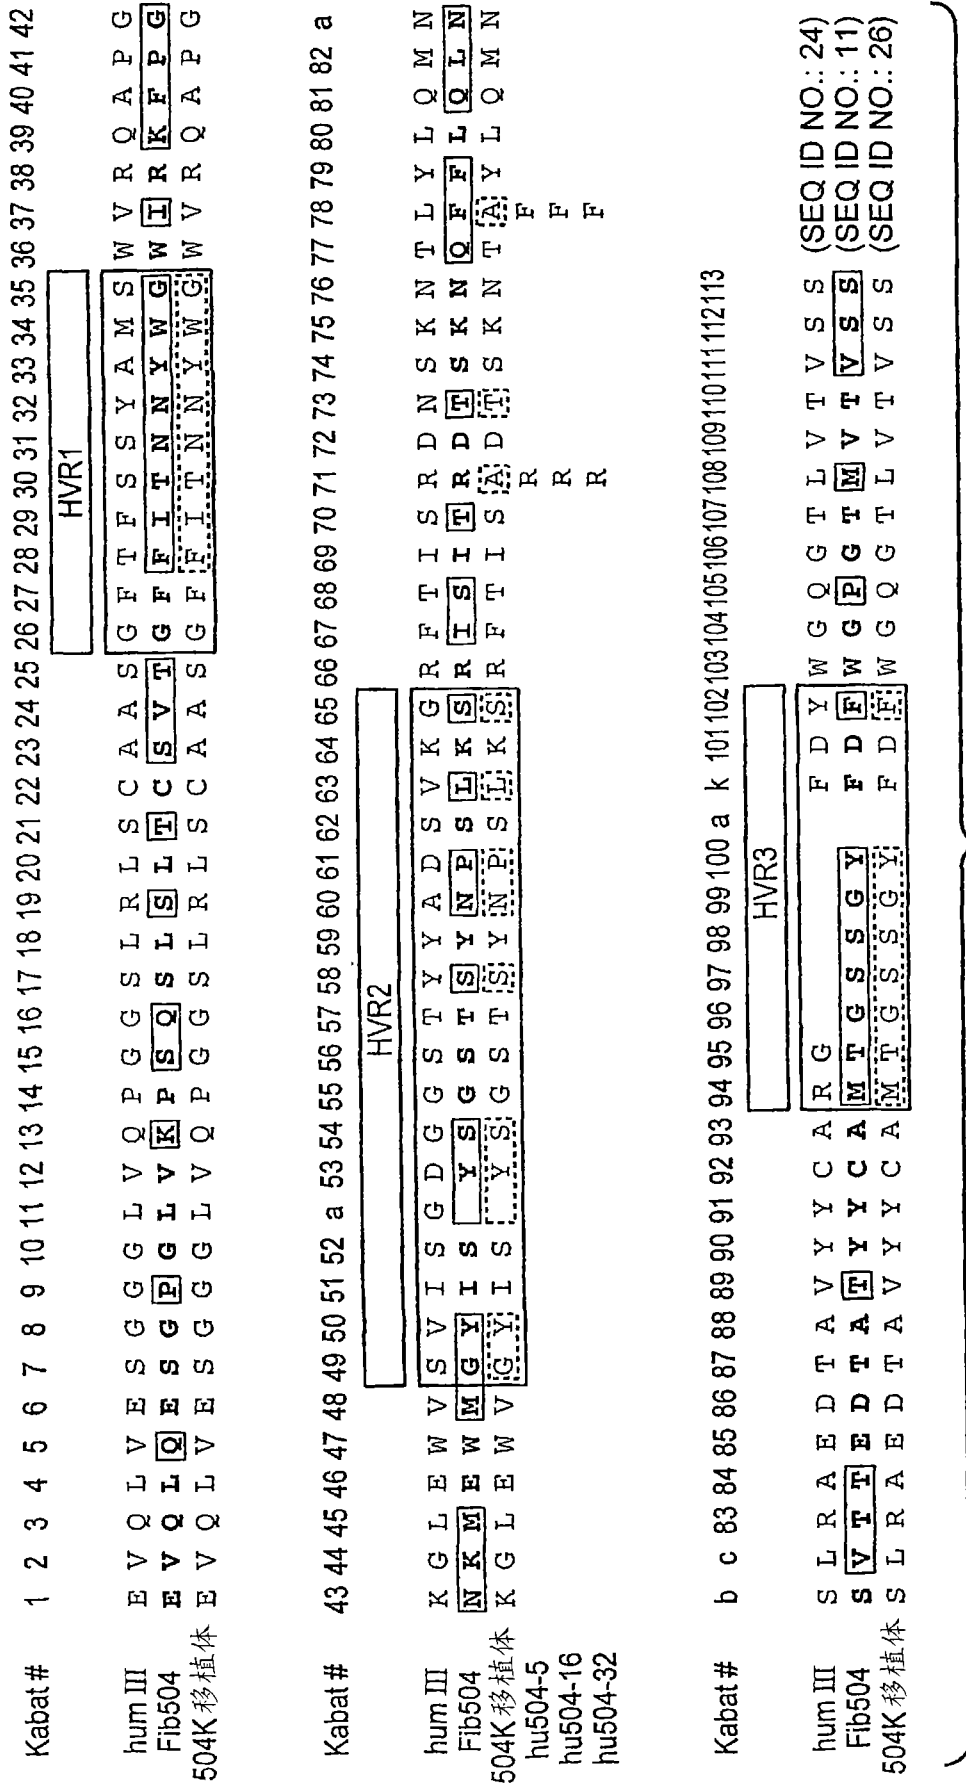 Kabat# 1 2 3 4 5 6 7 8 9 10 11 12 13 14 15 16 17 18 19 20 21 22 23 24 25 26 27 28 29 30 31 32 33 34 35 36 37 38 39 40 41 42
HVR1
hum III E V Q L V E S G G G L V Q P G G S L R L S C A A S G F T F S S Y A M S W V R Q A P G
Fib504 E V Q L Q E S G P G L V K P S Q S L S L T C S V T G F F I T N N Y W G W I R K F P G
504K移植体 E V Q L V E S G G G L V Q P G G S L R L S C A A S G F F I T N N Y W G W V R Q A P G
Kabat# 43 44 45 46 47 48 49 50 51 52 a 53 54 55 56 57 58 59 60 61 62 63 64 65 66 67 68 69 70 71 72 73 74 75 76 77 78 79 80 81 82 a
HVR2
hum III K G L E W V S V I S G D G G S T Y Y A D S V K G R F T I S R D N S K N T L Y L Q M N
Fib504 N K M E W M G Y I S Y S G S T S Y N P S L K S R I S I T R D T S K N Q F F L Q L N
504K移植体 K G L E W V G Y I S Y S G S T S Y N P S L K S R F T I S A D T S K N T A Y L Q M N
hu504-5 R F
hu504-16 R F
hu504-32 R F
Kabat# b c 83 84 85 86 87 88 89 90 91 92 93 94 95 96 97 98 99 100 a k 101 102 103 104 105 106 107 108 109 110 111 112 113
HVR3
hum III S L R A E D T A V Y Y C A R G F D Y W G Q G T L V T V S S (SEQ ID NO.: 24)
Fib504 S V T T E D T A T Y Y C A M T G S S G Y F D F W G P G T M V T V S S (SEQ ID NO.: 11)
504K移植体 S L R A E D T A V Y Y C A M T G S S G Y F D F W G Q G T L V T V S S (SEQ ID NO.: 26)